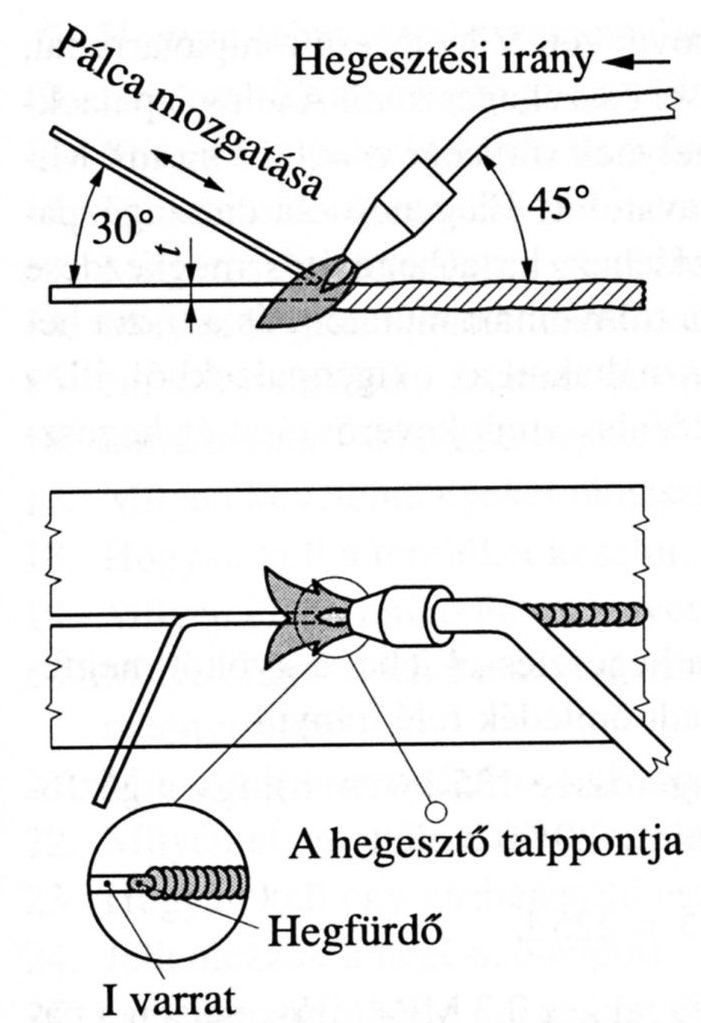 Pálca mozgatása
Hegesztési irány
30°
t
45°
A hegesztő talppontja
Hegfürdő
I varrat